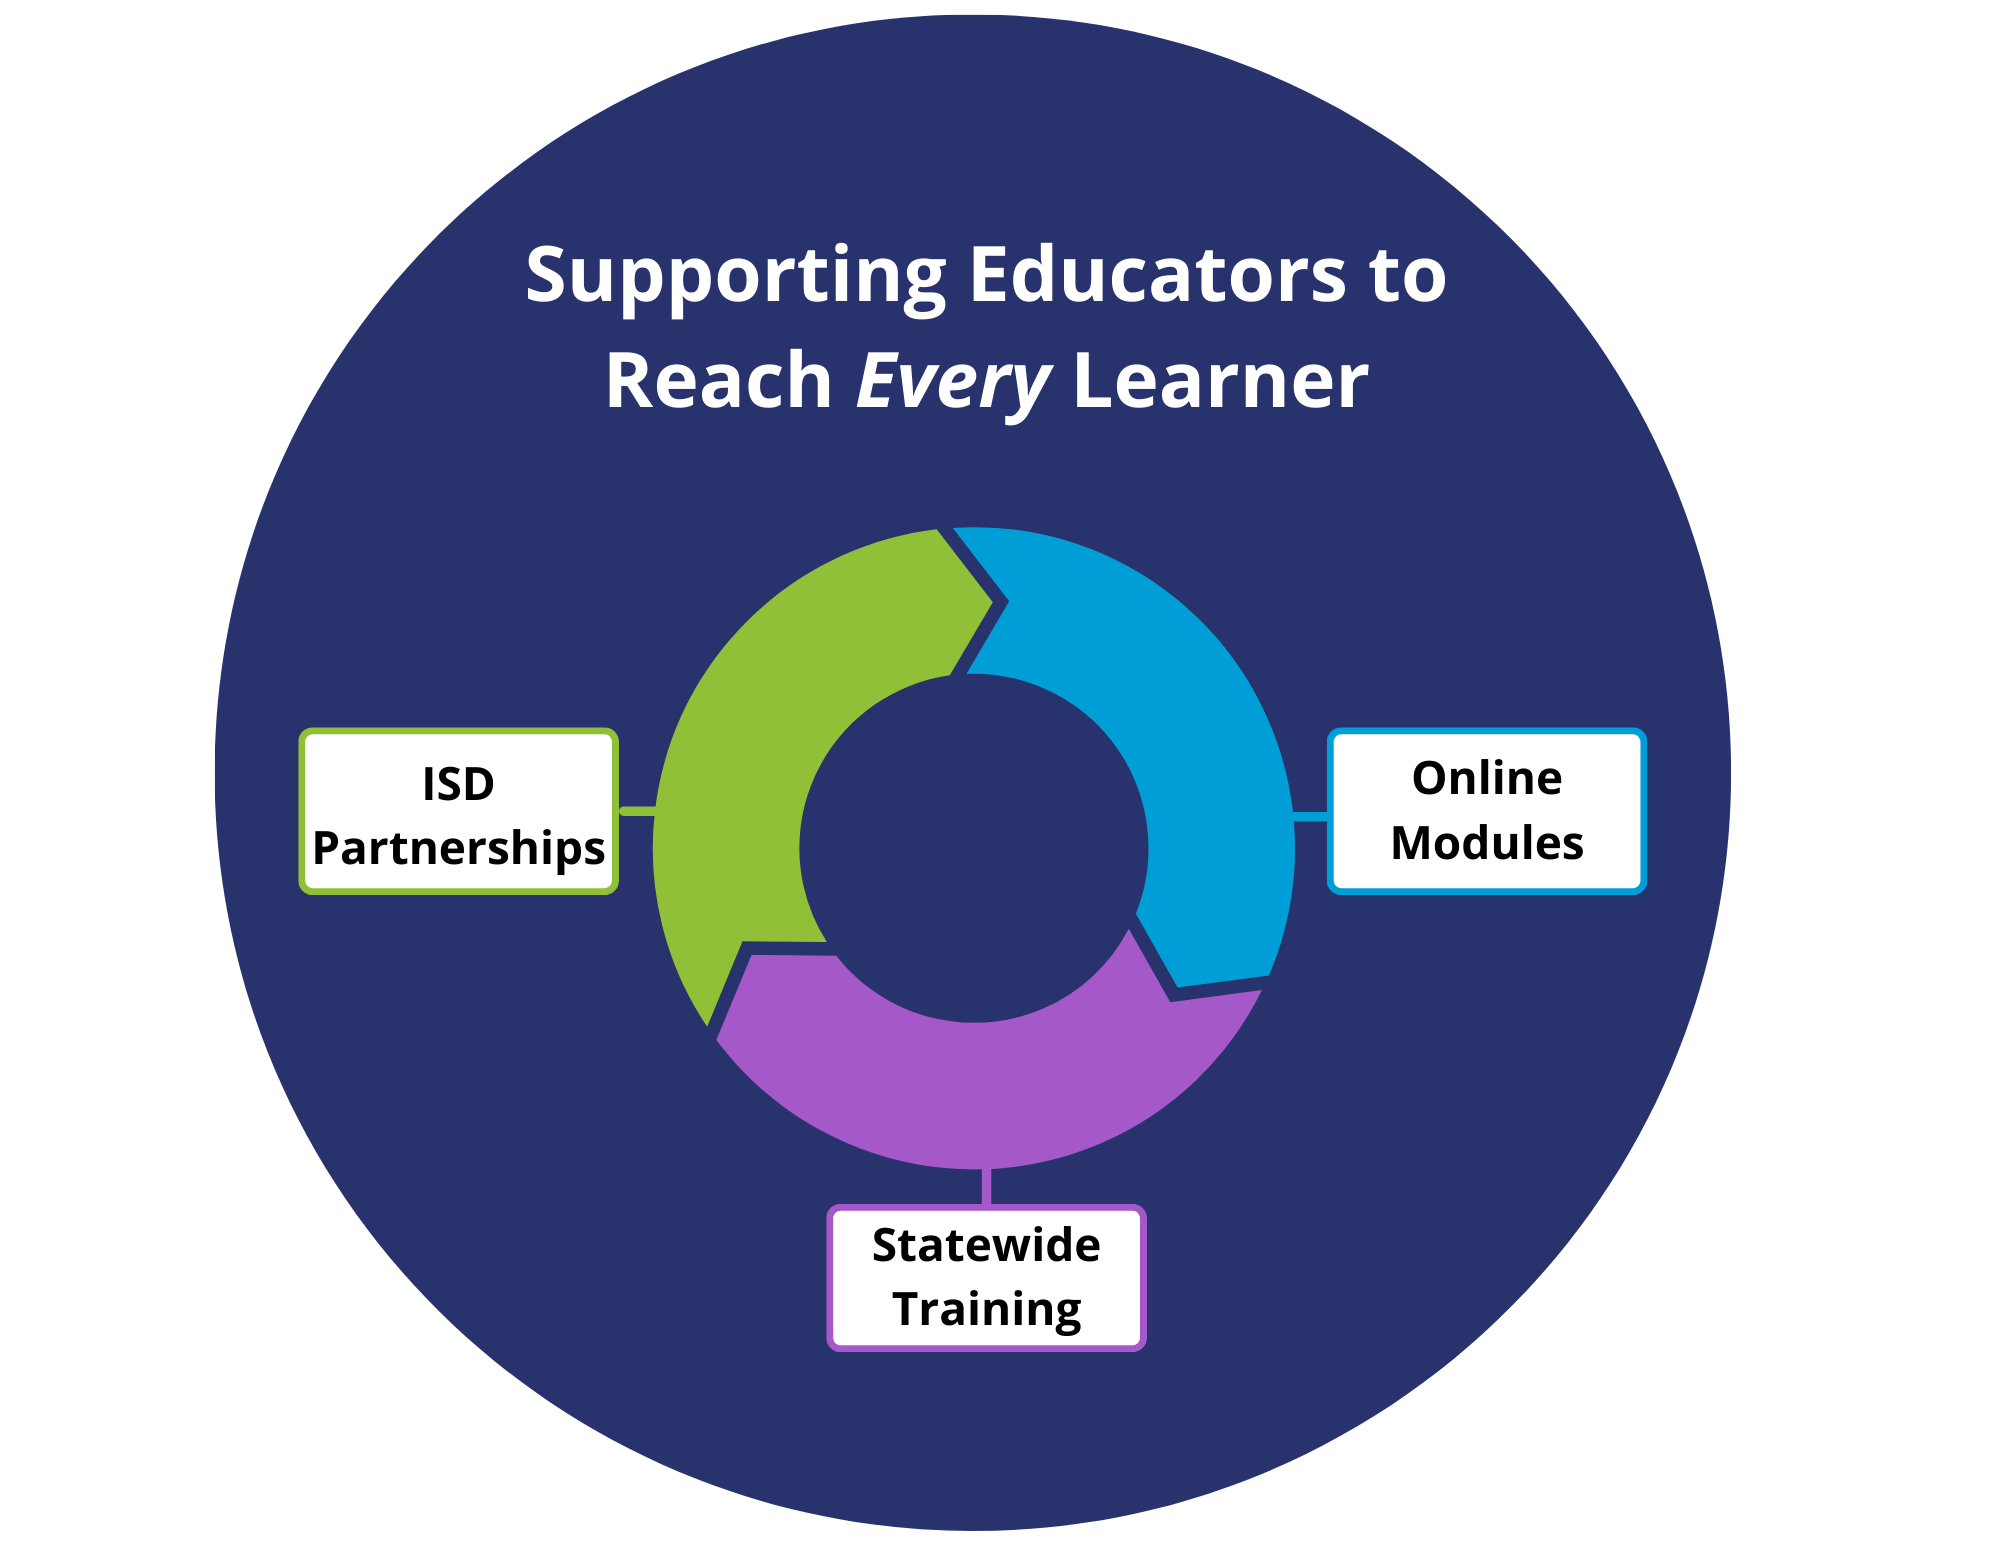 Supporting Educators to
Reach Every Learner
ISD
Partnerships
Online
Modules
Statewide
Training